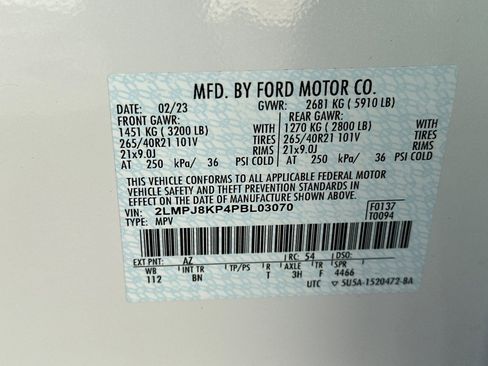 MFD. BY FORD MOTOR CO.
DATE: 02/23 GVWR: 2681 KG ( 5910 LB)
FRONT GAWR: REAR GAWR:
1451 KG ( 3200 LB) WITH 1270 KG ( 2800 LB) WITH
265/40R21 101V TIRES 265/40R21 101V TIRES
21x9.0J RIMS 21x9.0J RIMS
AT 250 kPa/ 36 PSI COLD AT 250 kPa/ 36 PSI COLD
THIS VEHICLE CONFORMS TO ALL APPLICABLE FEDERAL MOTOR
VEHICLE SAFETY AND THEFT PREVENTION STANDARDS IN
EFFECT ON THE DATE OF MANUFACTURE SHOWN ABOVE.
VIN: 2LMPJ8KP4PBL03070 F0137
TYPE: MPV T0094
EXT PNT: AZ RC: 54 DSO:
WB INT TR TP/PS R AXLE TR SPR
112 BN T 3H F 4466
UTC ▽ 5U5A-1520472-BA